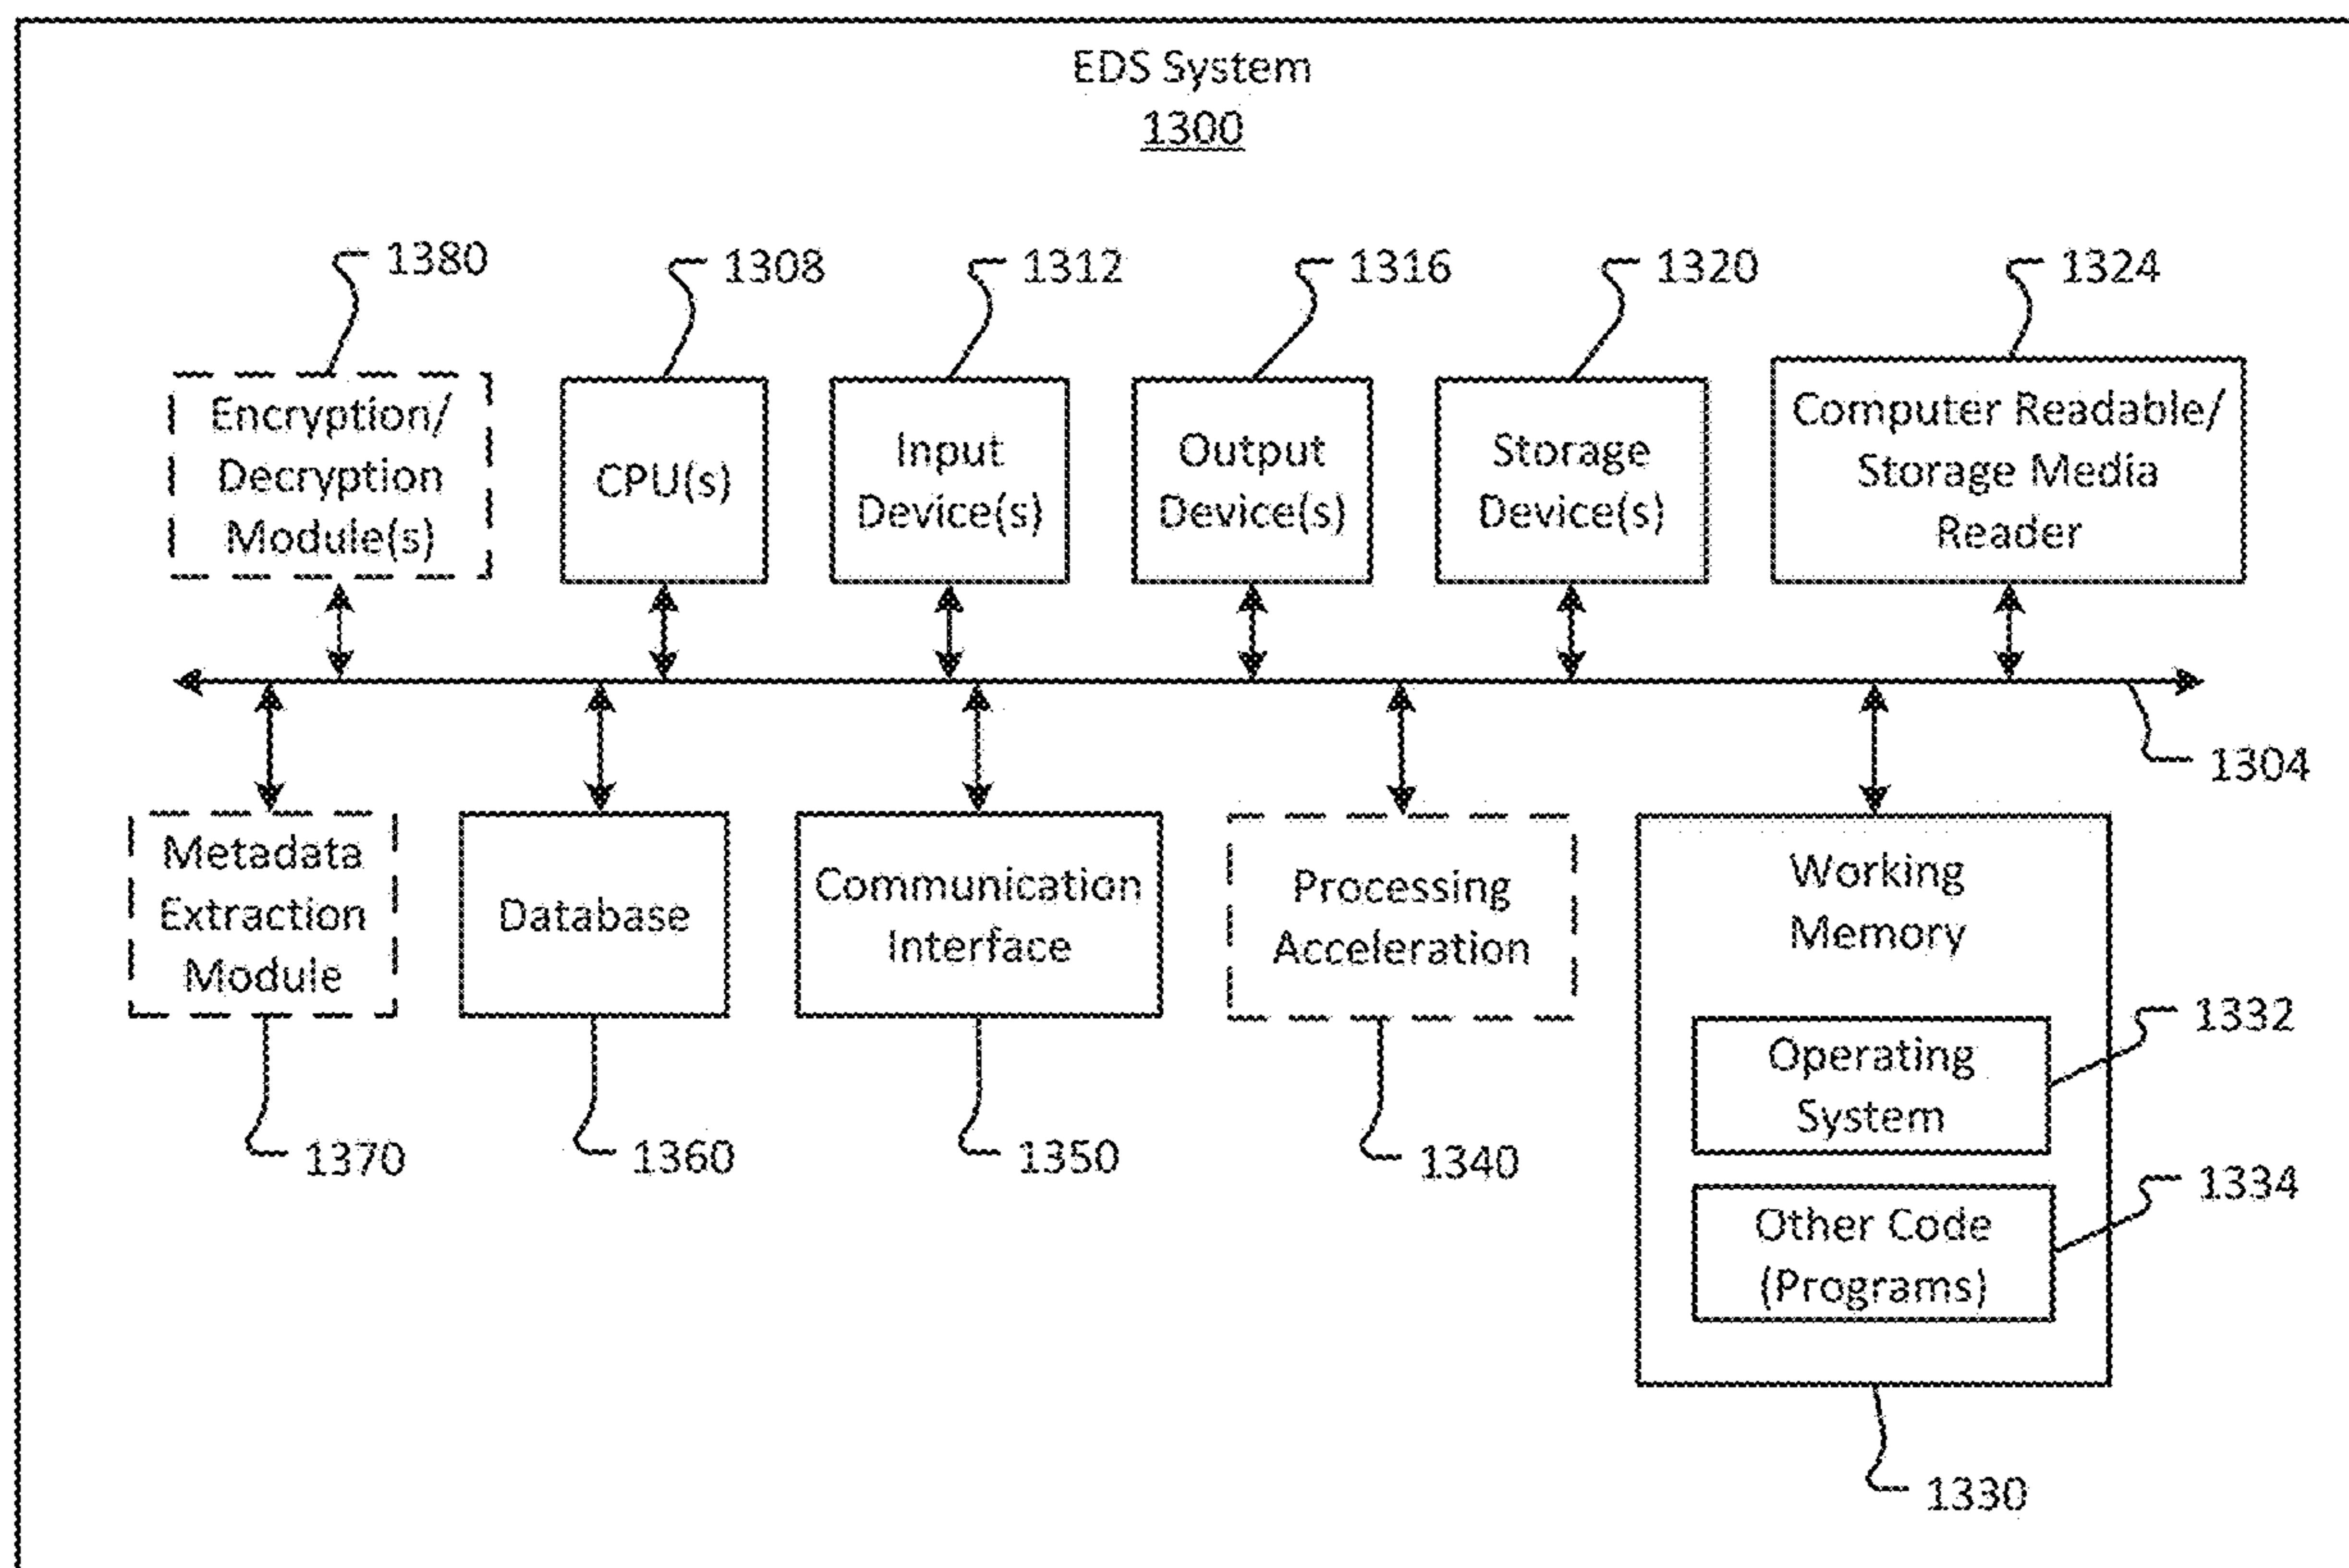 EDS System
1300
1380
1308
1312
1316
1320
1324
Encryption/
Decryption
Module(s)
CPU(s)
Input
Device(s)
Output
Device(s)
Storage
Device(s)
Computer Readable/
Storage Media
Reader
1304
Metadata
Extraction
Module
Database
Communication
Interface
Processing
Acceleration
Working
Memory
Operating
System
1332
Other Code
(Programs)
1334
1370
1360
1350
1340
1330